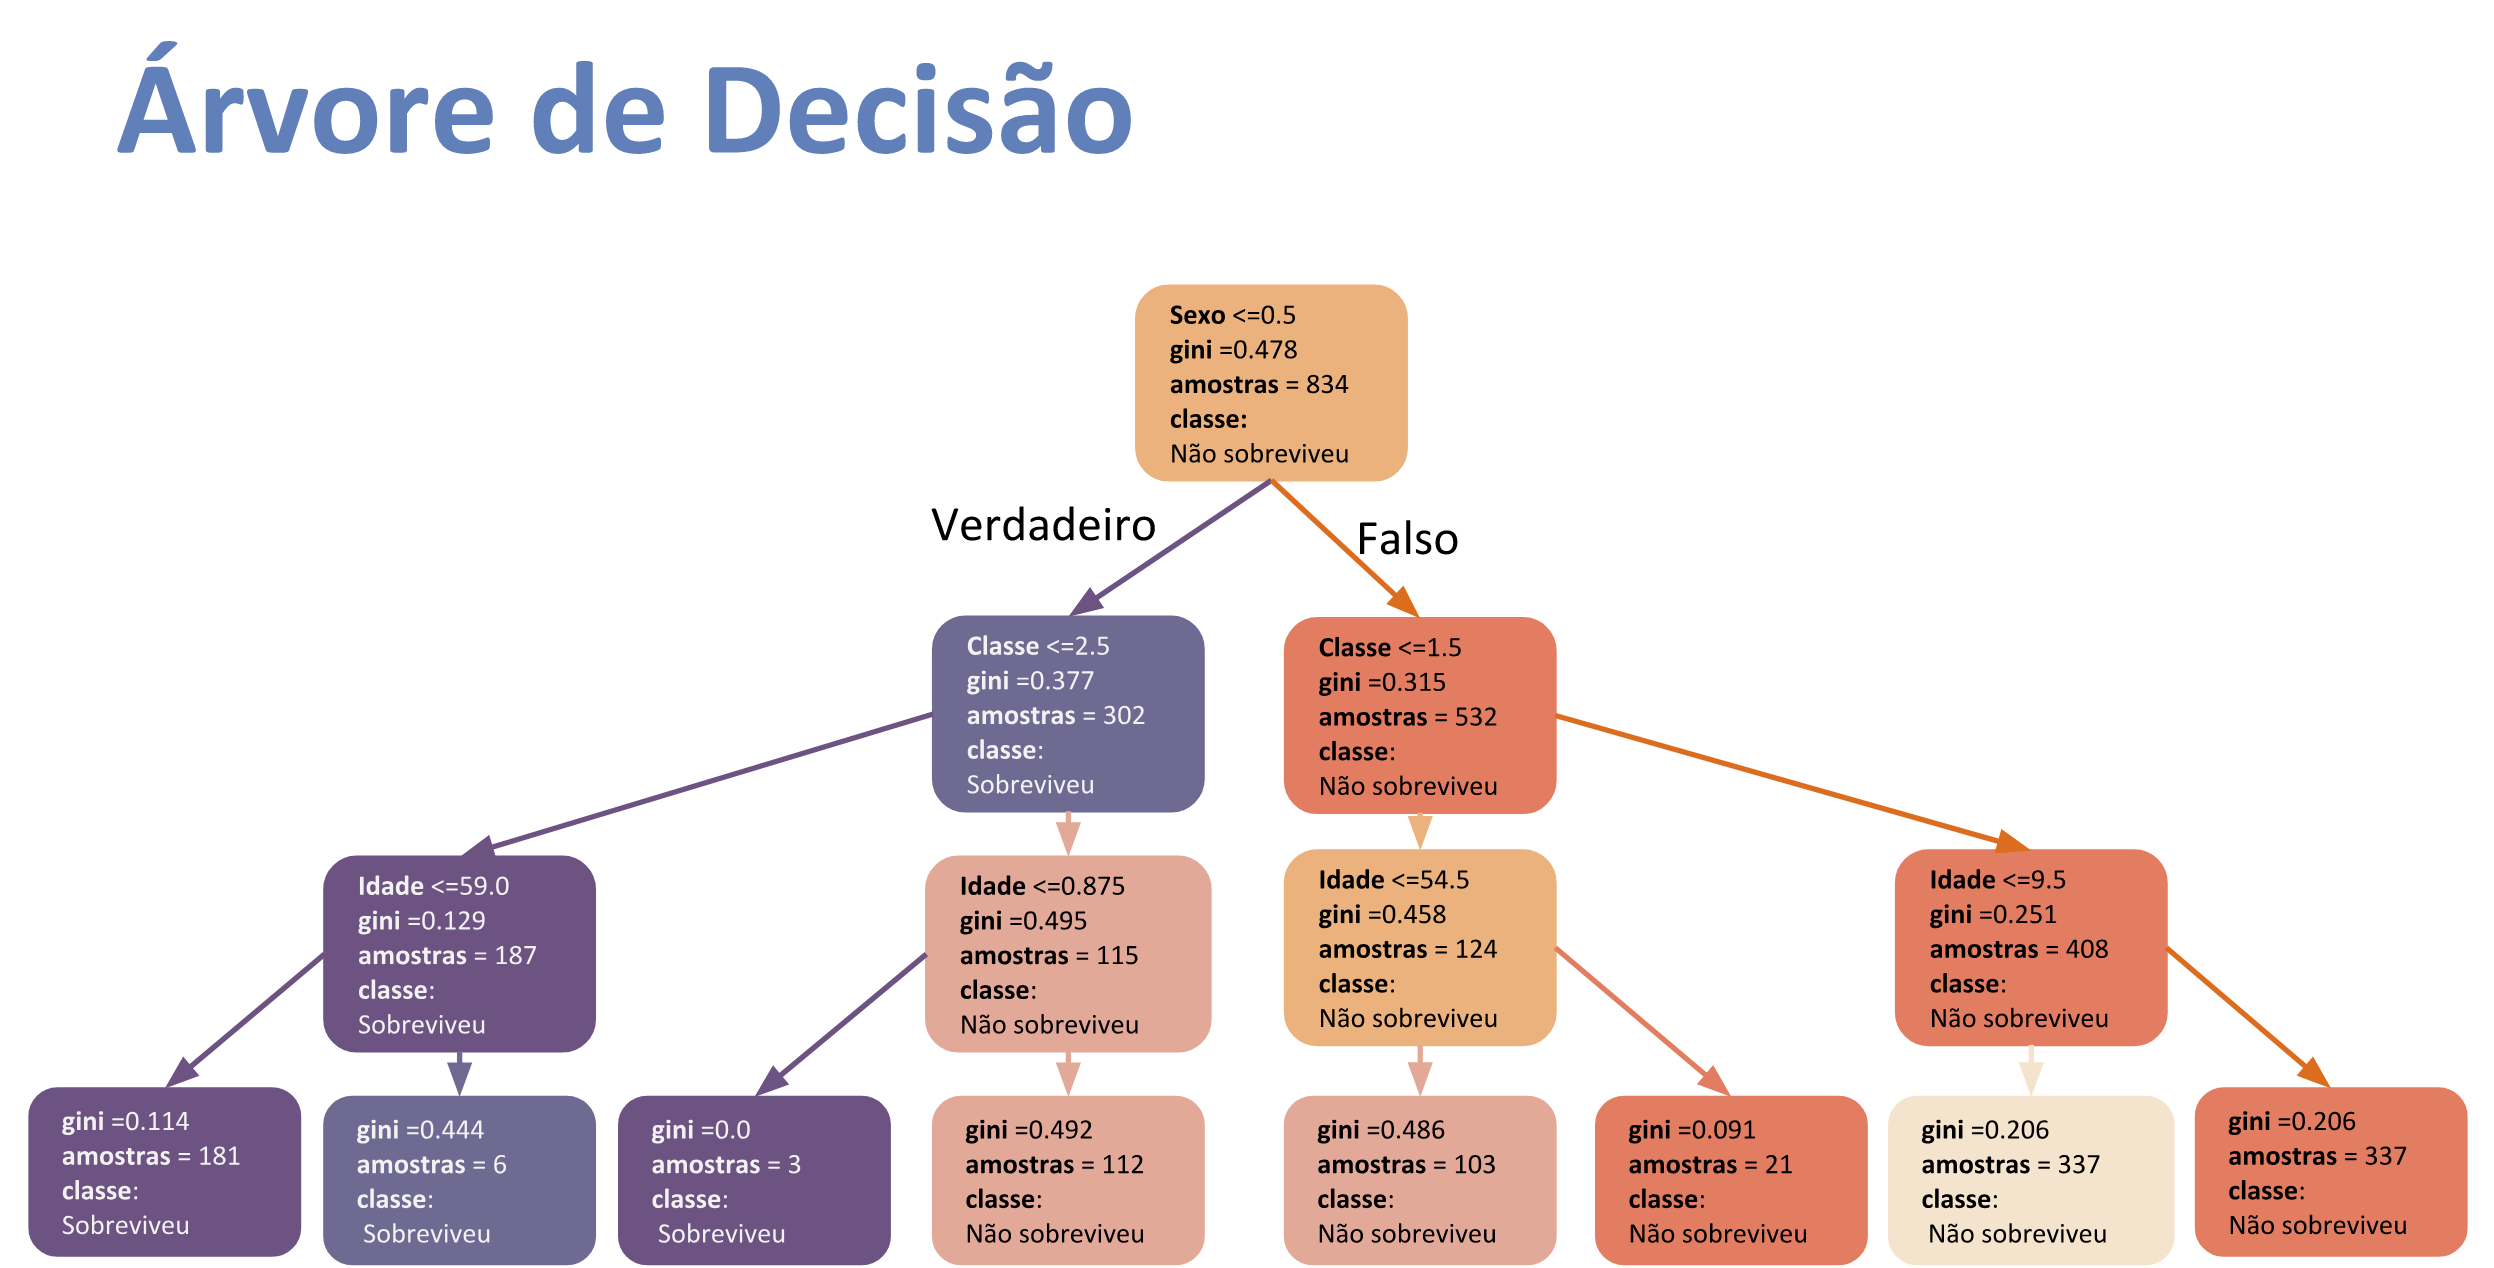 Árvore de Decisão
Sexo <=0.5
gini =0.478
amostras = 834
classe:
Não sobreviveu
Verdadeiro
Falso
Classe <=2.5
gini =0.377
amostras = 302
classe:
Sobreviveu
Classe <=1.5
gini =0.315
amostras = 532
classe:
Não sobreviveu
Idade <=59.0
gini =0.129
amostras = 187
classe:
Sobreviveu
Idade <=0.875
gini =0.495
amostras = 115
classe:
Não sobreviveu
Idade <=54.5
gini =0.458
amostras = 124
classe:
Não sobreviveu
Idade <=9.5
gini =0.251
amostras = 408
classe:
Não sobreviveu
gini =0.114
amostras = 181
classe:
Sobreviveu
gini =0.444
amostras = 6
classe:
Sobreviveu
gini =0.0
amostras = 3
classe:
Sobreviveu
gini =0.492
amostras = 112
classe:
Não sobreviveu
gini =0.486
amostras = 103
classe:
Não sobreviveu
gini =0.091
amostras = 21
classe:
Não sobreviveu
gini =0.206
amostras = 337
classe:
Não sobreviveu
gini =0.206
amostras = 337
classe:
Não sobreviveu